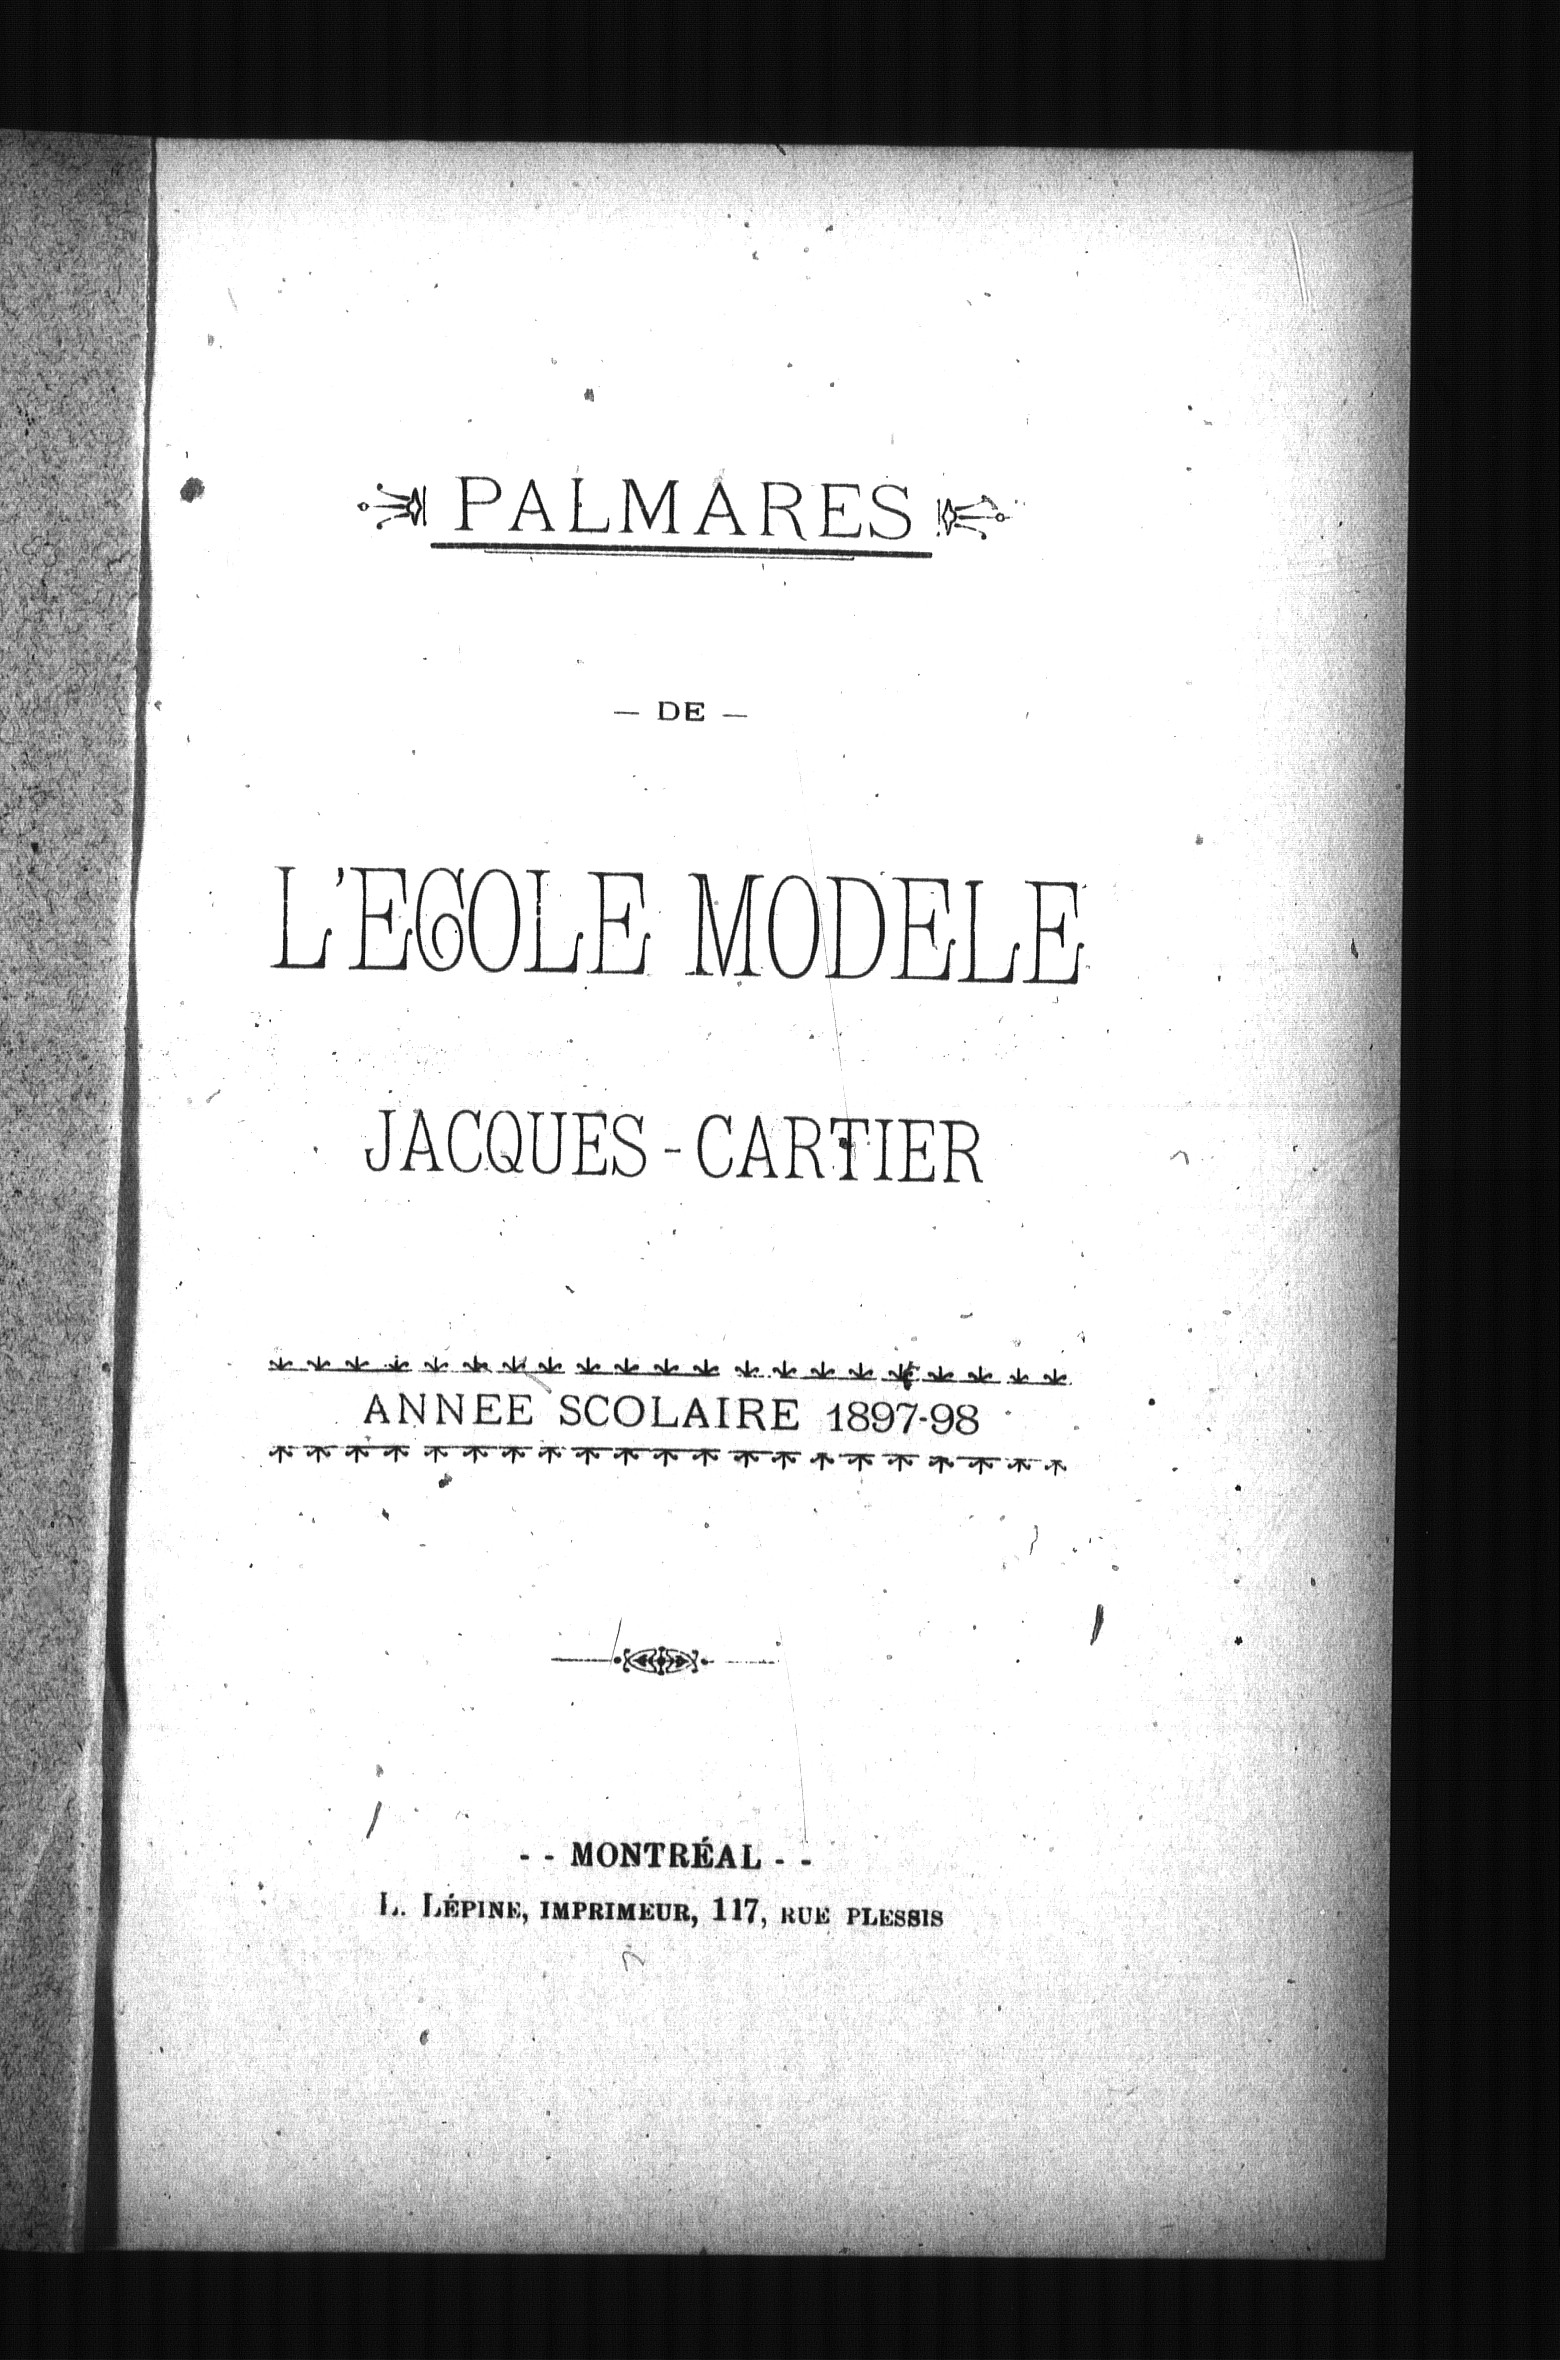 PALMARES
— DE —
L'ECOLE MODELE
JACQUES-CARTIER
ANNEE SCOLAIRE 1897-98
- - MONTRÉAL - -
L. LÉPINE, IMPRIMEUR, 117, RUE PLESSIS